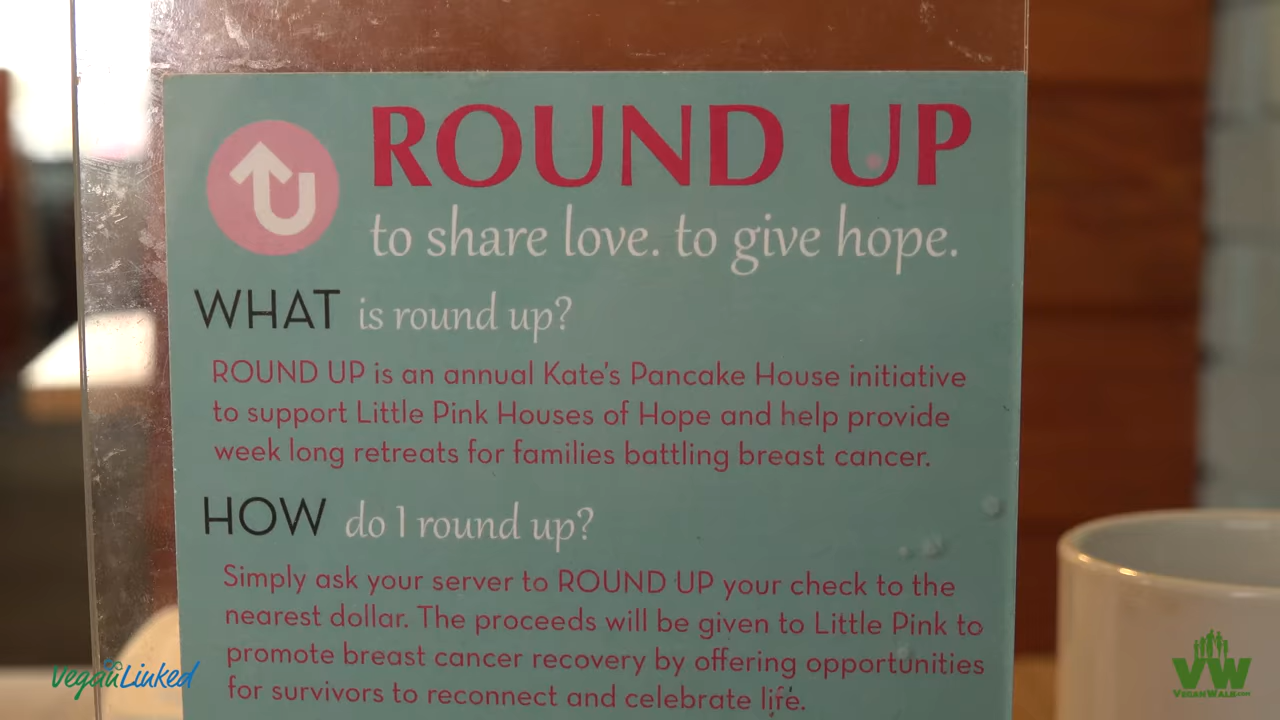 ROUND UP
to share love. to give hope.
WHAT is round up?
ROUND UP is an annual Kate's Pancake House initiative
to support Little Pink Houses of Hope and help provide
week long retreats for families battling breast cancer.
HOW do I round up?
Simply ask your server to ROUND UP your check to the
nearest dollar. The proceeds will be given to Little Pink to
promote breast cancer recovery by offering opportunities
for survivors to reconnect and celebrate life.
VeganLinked
VW
VEGANWALK.COM